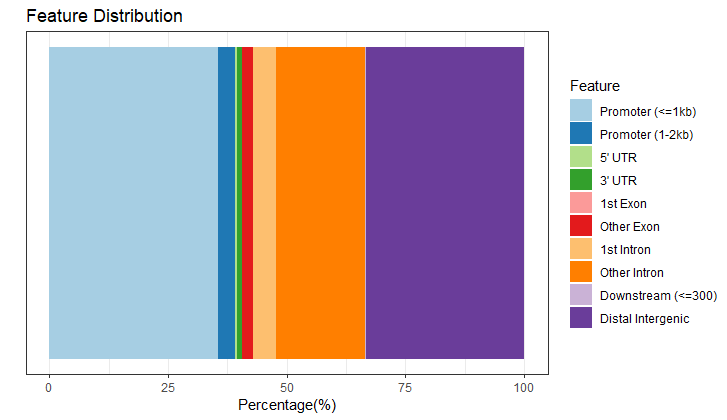 Feature Distribution
0
25
50
75
100
Percentage(%)
Feature
Promoter (<=1kb)
Promoter (1-2kb)
5' UTR
3' UTR
1st Exon
Other Exon
1st Intron
Other Intron
Downstream (<=300)
Distal Intergenic